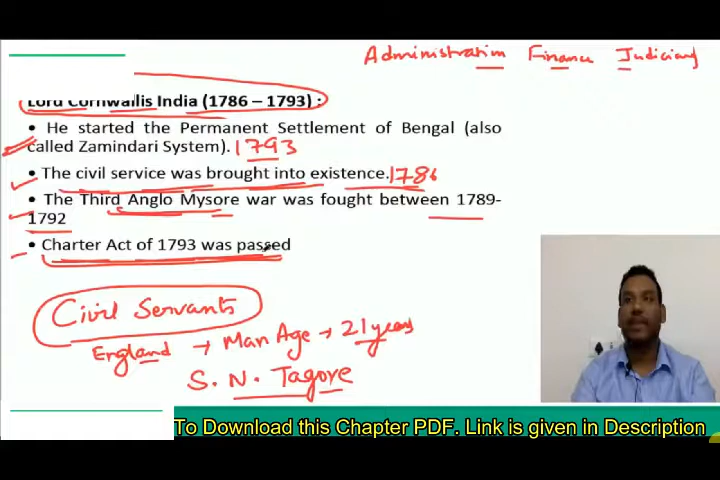 Administration Finance Judiciary
Lord Cornwallis India (1786 – 1793) :
• He started the Permanent Settlement of Bengal (also
called Zamindari System). 1793
• The civil service was brought into existence. 1786
• The Third Anglo Mysore war was fought between 1789-
1792
• Charter Act of 1793 was passed
Civil Servants
England → Man Age → 21 years
S. N. Tagore
To Download this Chapter PDF. Link is given in Description